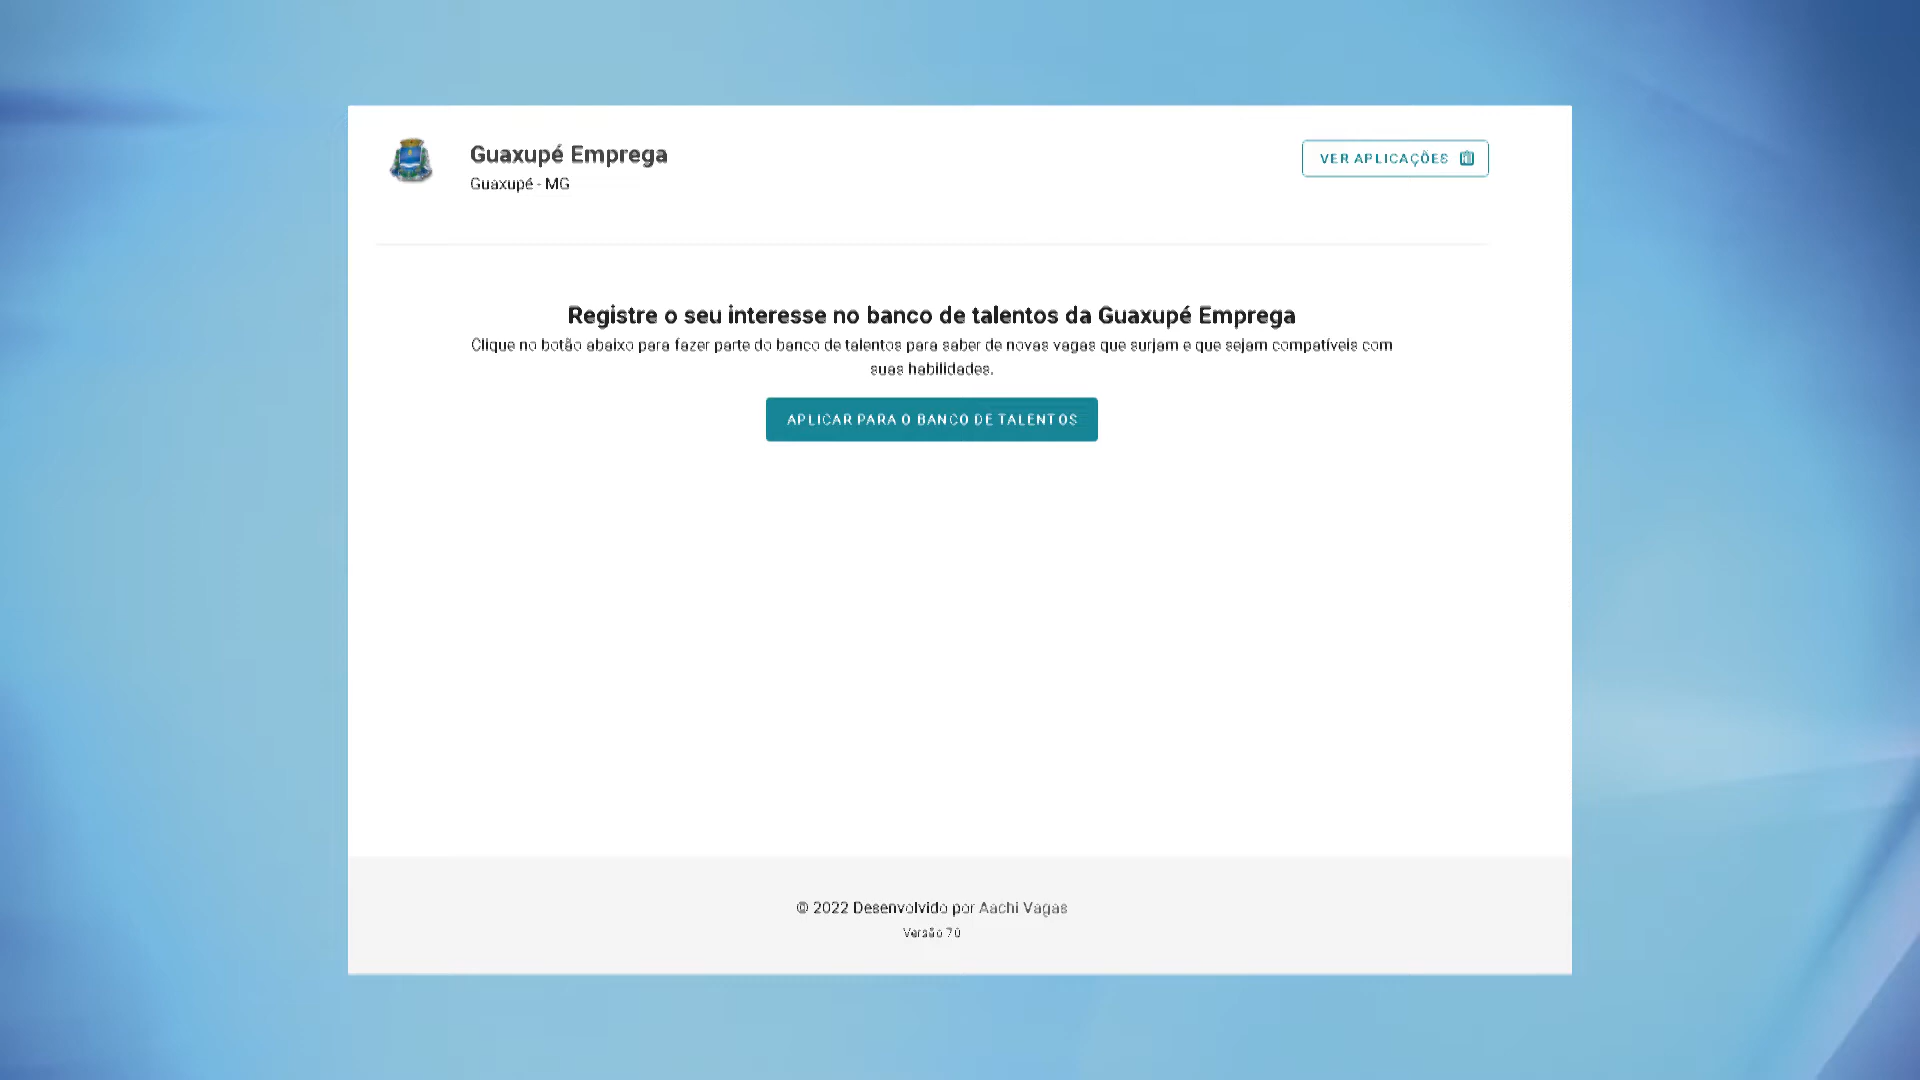 Guaxupé Emprega
Guaxupé - MG
VER APLICAÇÕES
Registre o seu interesse no banco de talentos da Guaxupé Emprega
Clique no botão abaixo para fazer parte do banco de talentos para saber de novas vagas que surjam e que sejam compatíveis com
suas habilidades.
APLICAR PARA O BANCO DE TALENTOS
© 2022 Desenvolvido por Aachi Vagas
Versão 7.0